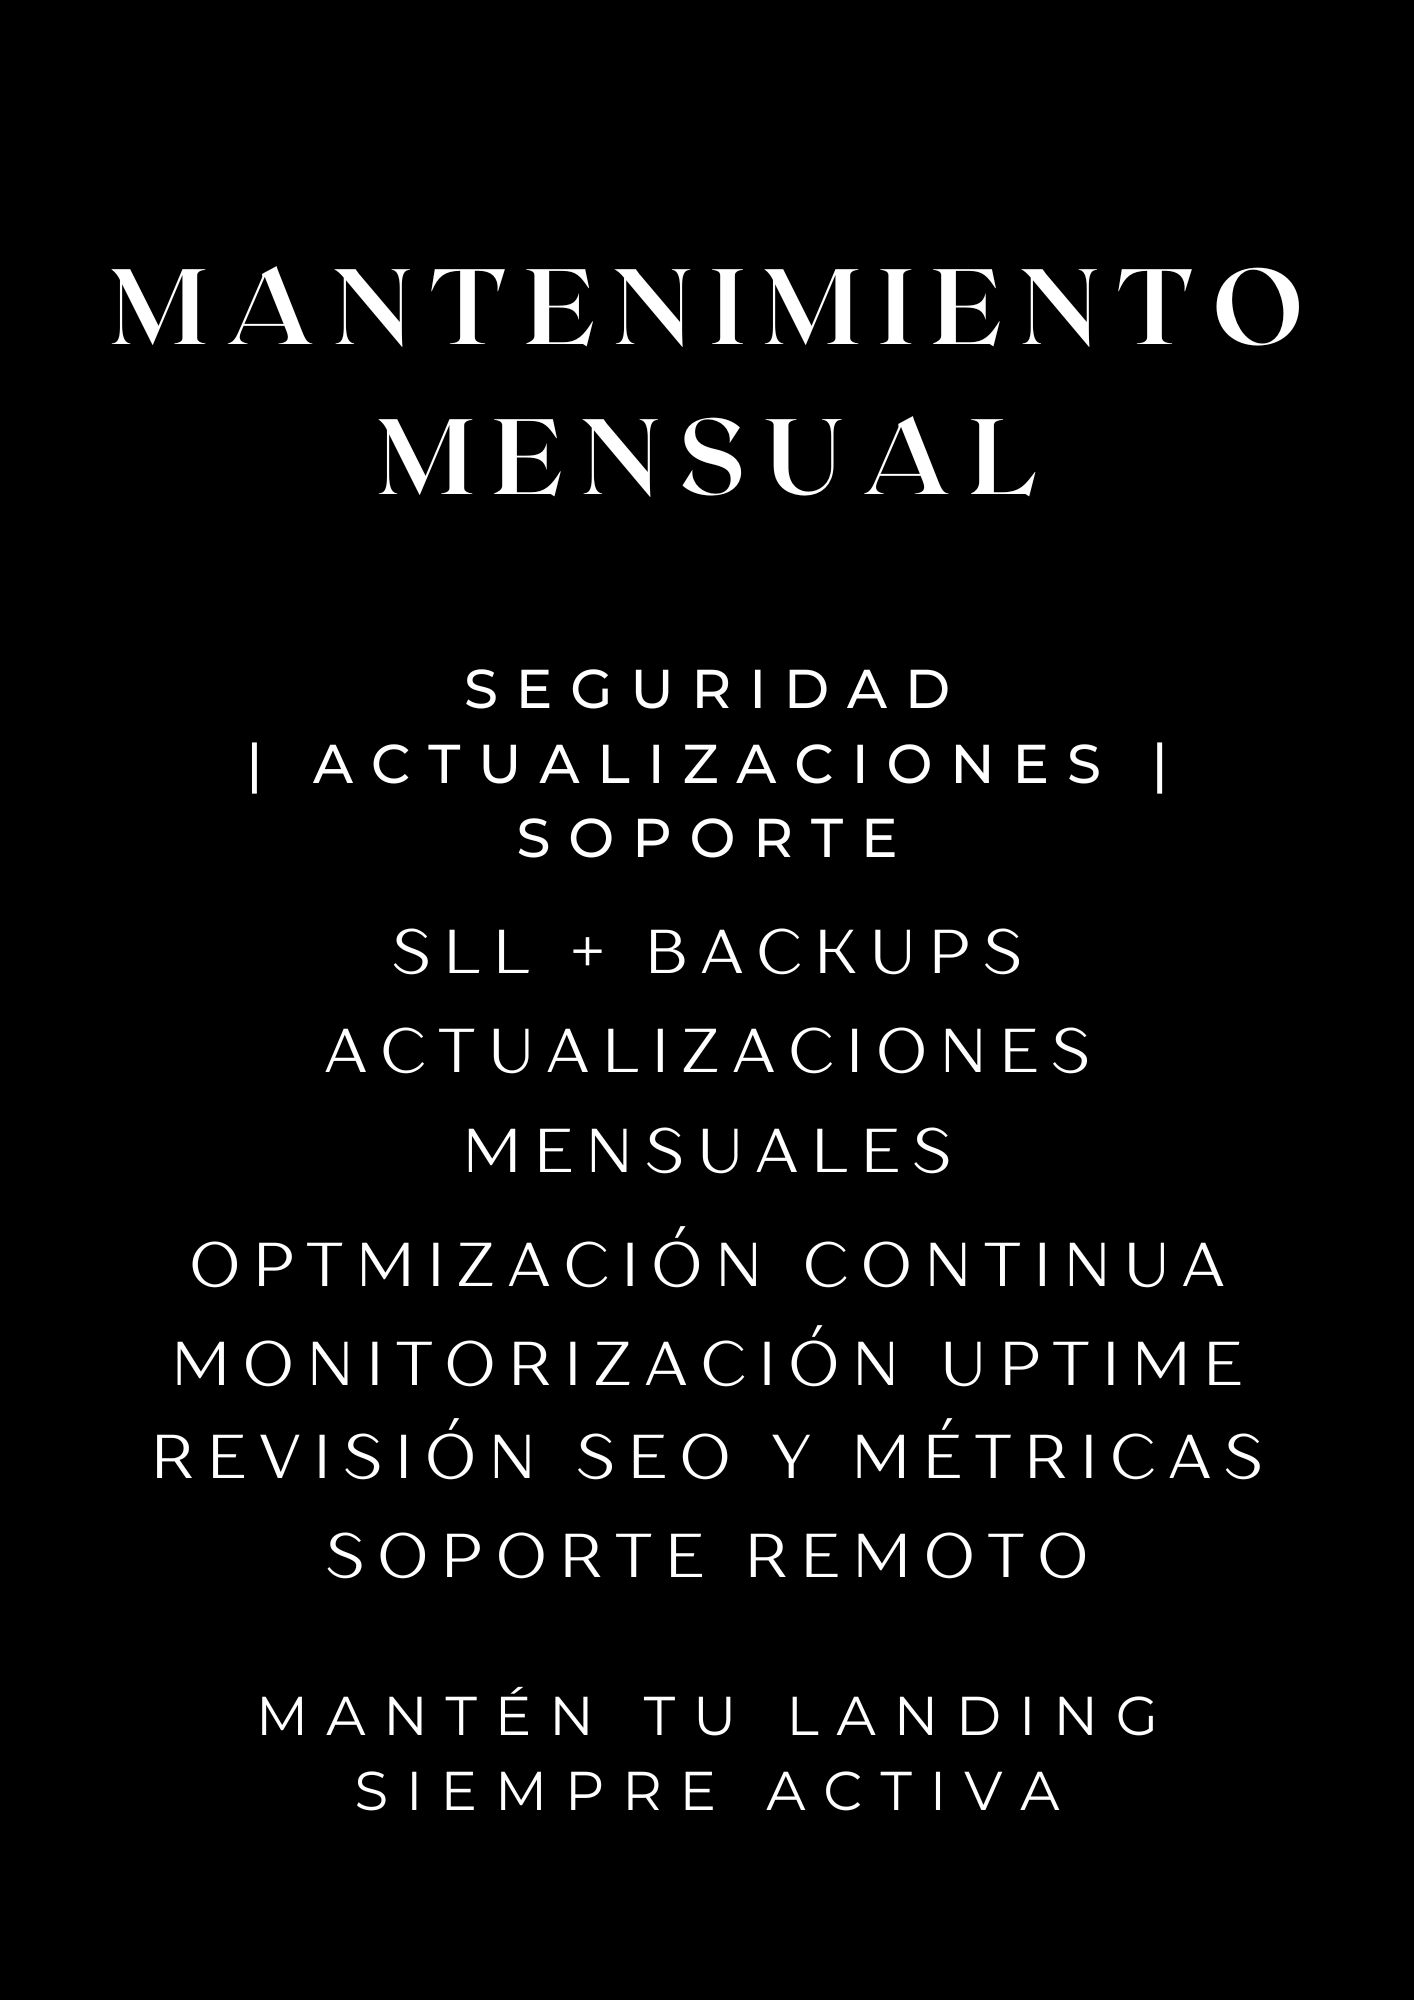 MANTENIMIENTO
MENSUAL
SEGURIDAD
| ACTUALIZACIONES |
SOPORTE
SLL + BACKUPS
ACTUALIZACIONES
MENSUALES
OPTMIZACIÓN CONTINUA
MONITORIZACIÓN UPTIME
REVISIÓN SEO Y MÉTRICAS
SOPORTE REMOTO
MANTÉN TU LANDING
SIEMPRE ACTIVA